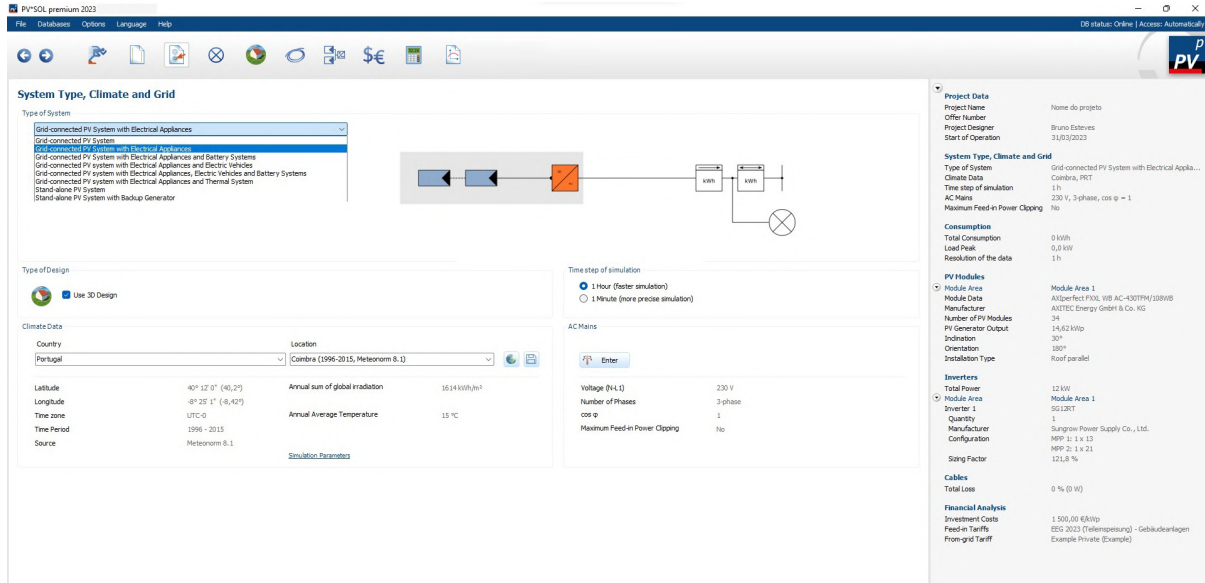 PV*SOL premium 2023
File Databases Options Language Help
DB status: Online | Access: Automatically
$€
P
PV
System Type, Climate and Grid
Type of System
Grid-connected PV System with Electrical Appliances
Grid-connected PV System
Grid-connected PV System with Electrical Appliances
Grid-connected PV System with Electrical Appliances and Battery Systems
Grid-connected PV system with Electrical Appliances and Electric Vehicles
Grid-connected PV System with Electrical Appliances, Electric Vehicles and Battery Systems
Grid-connected PV system with Electrical Appliances and Thermal System
Stand-alone PV System
Stand-alone PV System with Backup Generator
kWh kWh
Type of Design
Use 3D Design
Time step of simulation
1 Hour (faster simulation)
1 Minute (more precise simulation)
Climate Data
Country Location
Portugal Coimbra (1996-2015, Meteonorm 8.1)
Latitude 40° 12' 0" (40,2°) Annual sum of global irradiation 1614 kWh/m²
Longitude -8° 25' 1" (-8,42°)
Time zone UTC-0 Annual Average Temperature 15 °C
Time Period 1996 - 2015
Source Meteonorm 8.1
Simulation Parameters
AC Mains
Enter
Voltage (N-L1) 230 V
Number of Phases 3-phase
cos φ 1
Maximum Feed-in Power Clipping No
Project Data
Project Name Nome do projeto
Offer Number
Project Designer Bruno Esteves
Start of Operation 31/03/2023
System Type, Climate and Grid
Type of System Grid-connected PV System with Electrical Applia...
Climate Data Coimbra, PRT
Time step of simulation 1 h
AC Mains 230 V, 3-phase, cos φ = 1
Maximum Feed-in Power Clipping No
Consumption
Total Consumption 0 kWh
Load Peak 0,0 kW
Resolution of the data 1 h
PV Modules
Module Area Module Area 1
Module Data AXIperfect FXXL WB AC-430TFM/108WB
Manufacturer AXITEC Energy GmbH & Co. KG
Number of PV Modules 34
PV Generator Output 14,62 kWp
Inclination 30°
Orientation 180°
Installation Type Roof parallel
Inverters
Total Power 12 kW
Module Area Module Area 1
Inverter 1 SG12RT
Quantity 1
Manufacturer Sungrow Power Supply Co., Ltd.
Configuration MPP 1: 1 x 13
MPP 2: 1 x 21
Sizing Factor 121,8 %
Cables
Total Loss 0 % (0 W)
Financial Analysis
Investment Costs 1 500,00 €/kWp
Feed-in Tariffs EEG 2023 (Teileinspeisung) - Gebäudeanlagen
From-grid Tariff Example Private (Example)